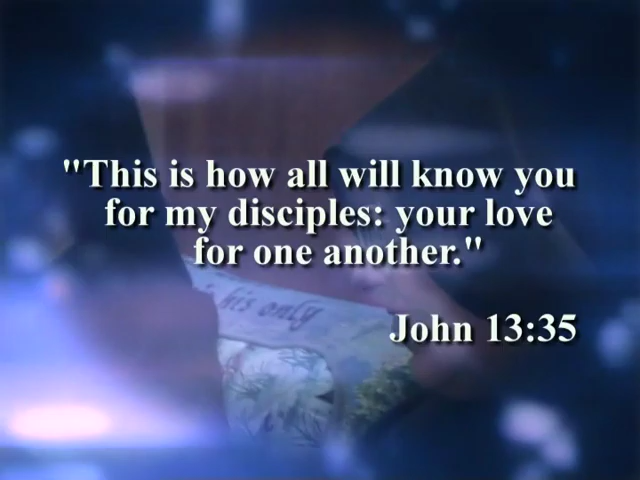 "This is how all will know you
for my disciples: your love
for one another."
John 13:35
his only